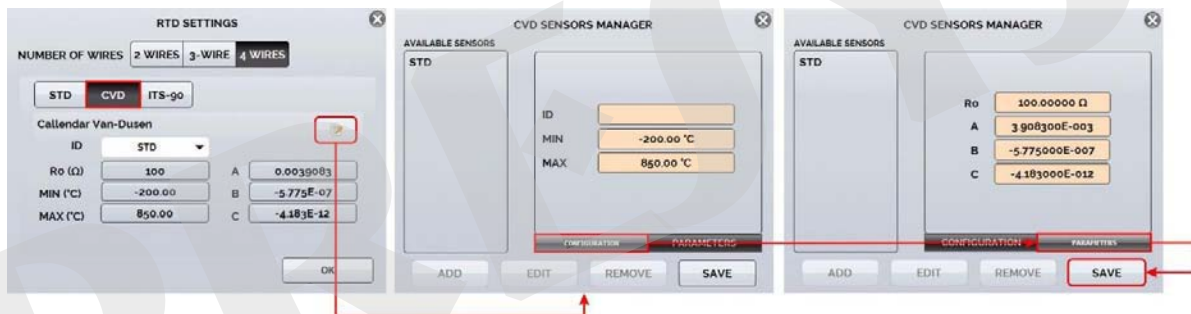 RTD SETTINGS
NUMBER OF WIRES 2 WIRES 3-WIRE 4 WIRES
STD CVD ITS-90
Callendar Van-Dusen
ID STD
Ro (Ω) 100 A 0.0039083
MIN (°C) -200.00 B -5.775E-07
MAX (°C) 850.00 C -4.183E-12
OK
CVD SENSORS MANAGER
AVAILABLE SENSORS
STD
ID
MIN -200.00 °C
MAX 850.00 °C
CONFIGURATION PARAMETERS
ADD EDIT REMOVE SAVE
CVD SENSORS MANAGER
AVAILABLE SENSORS
STD
Ro 100.00000 Ω
A 3.908300E-003
B -5.775000E-007
C -4.183000E-012
CONFIGURATION PARAMETERS
ADD EDIT REMOVE SAVE